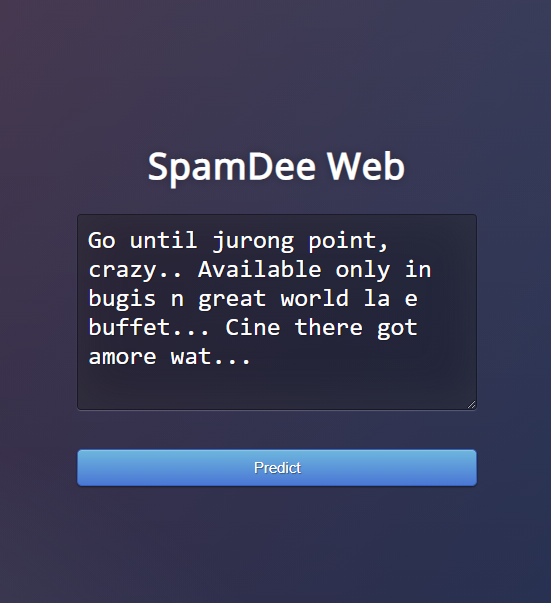 SpamDee Web
Go until jurong point,
crazy.. Available only in
bugis n great world la e
buffet... Cine there got
amore wat...
Predict